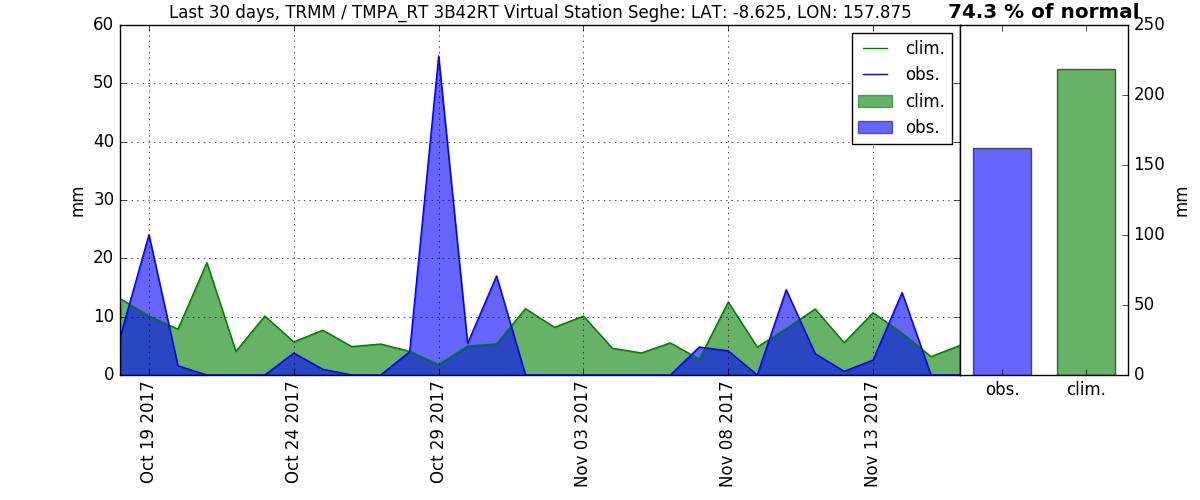 Last 30 days, TRMM / TMPA_RT 3B42RT Virtual Station Seghe: LAT: -8.625, LON: 157.875
74.3 % of normal
60
50
40
30
20
10
0
mm
clim.
obs.
clim.
obs.
Oct 19 2017
Oct 24 2017
Oct 29 2017
Nov 03 2017
Nov 08 2017
Nov 13 2017
250
200
150
100
50
0
mm
obs.
clim.